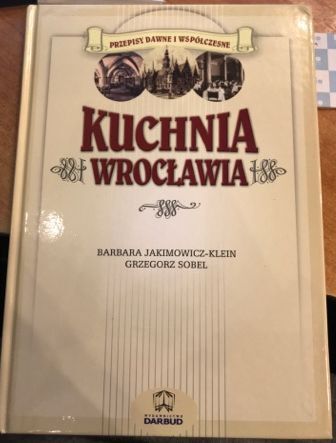 PRZEPISY DAWNE I WSPÓŁCZESNE
KUCHNIA
WROCŁAWIA
BARBARA JAKIMOWICZ-KLEIN
GRZEGORZ SOBEL
WYDAWNICTWO
DARBUD